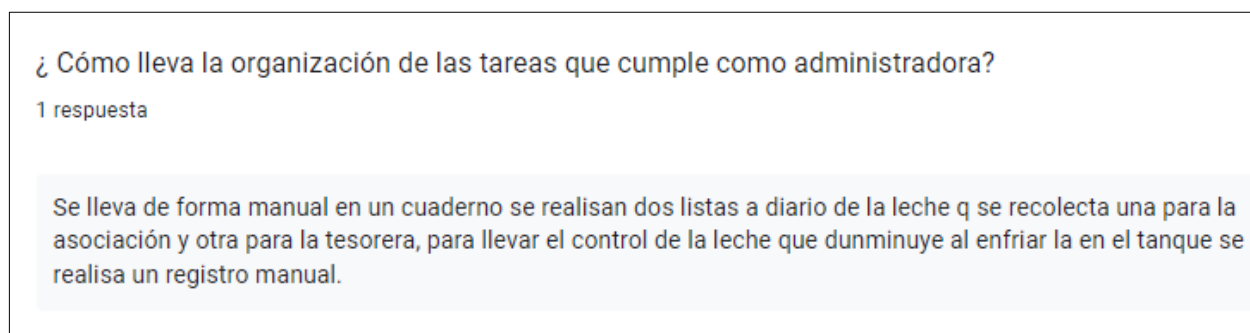 ¿ Cómo lleva la organización de las tareas que cumple como administradora?
1 respuesta
Se lleva de forma manual en un cuaderno se realisan dos listas a diario de la leche q se recolecta una para la
asociación y otra para la tesorera, para llevar el control de la leche que dunminuye al enfriar la en el tanque se
realisa un registro manual.